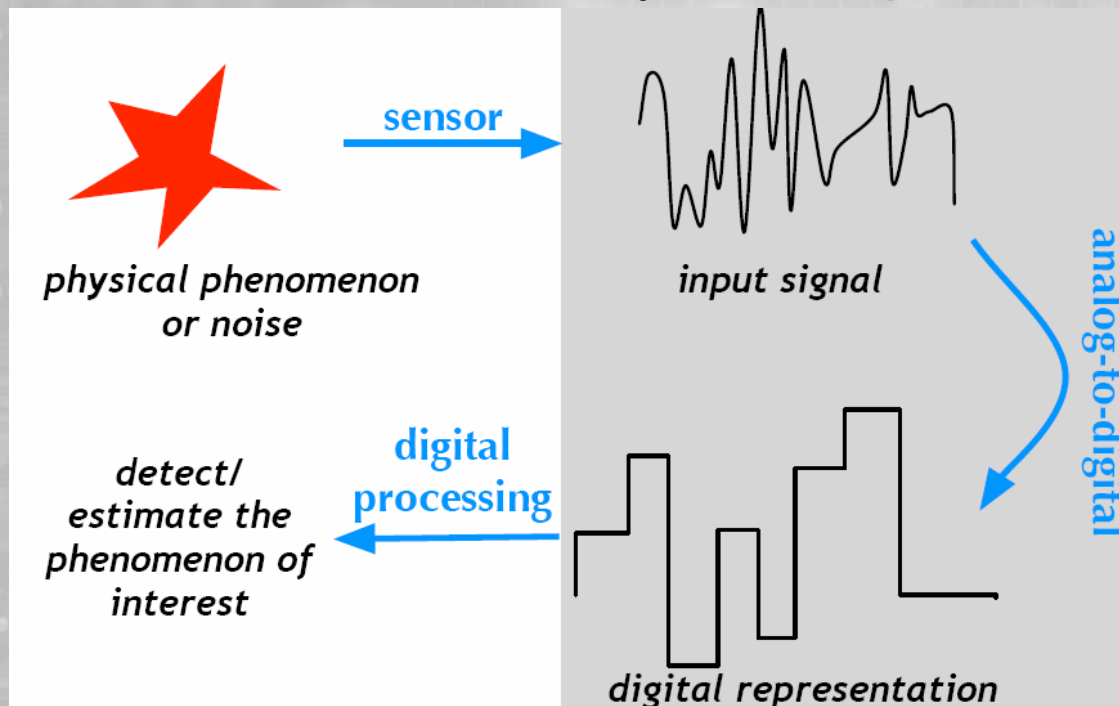 sensor
physical phenomenon
or noise
input signal
analog-to-digital
digital
processing
detect/
estimate the
phenomenon of
interest
digital representation